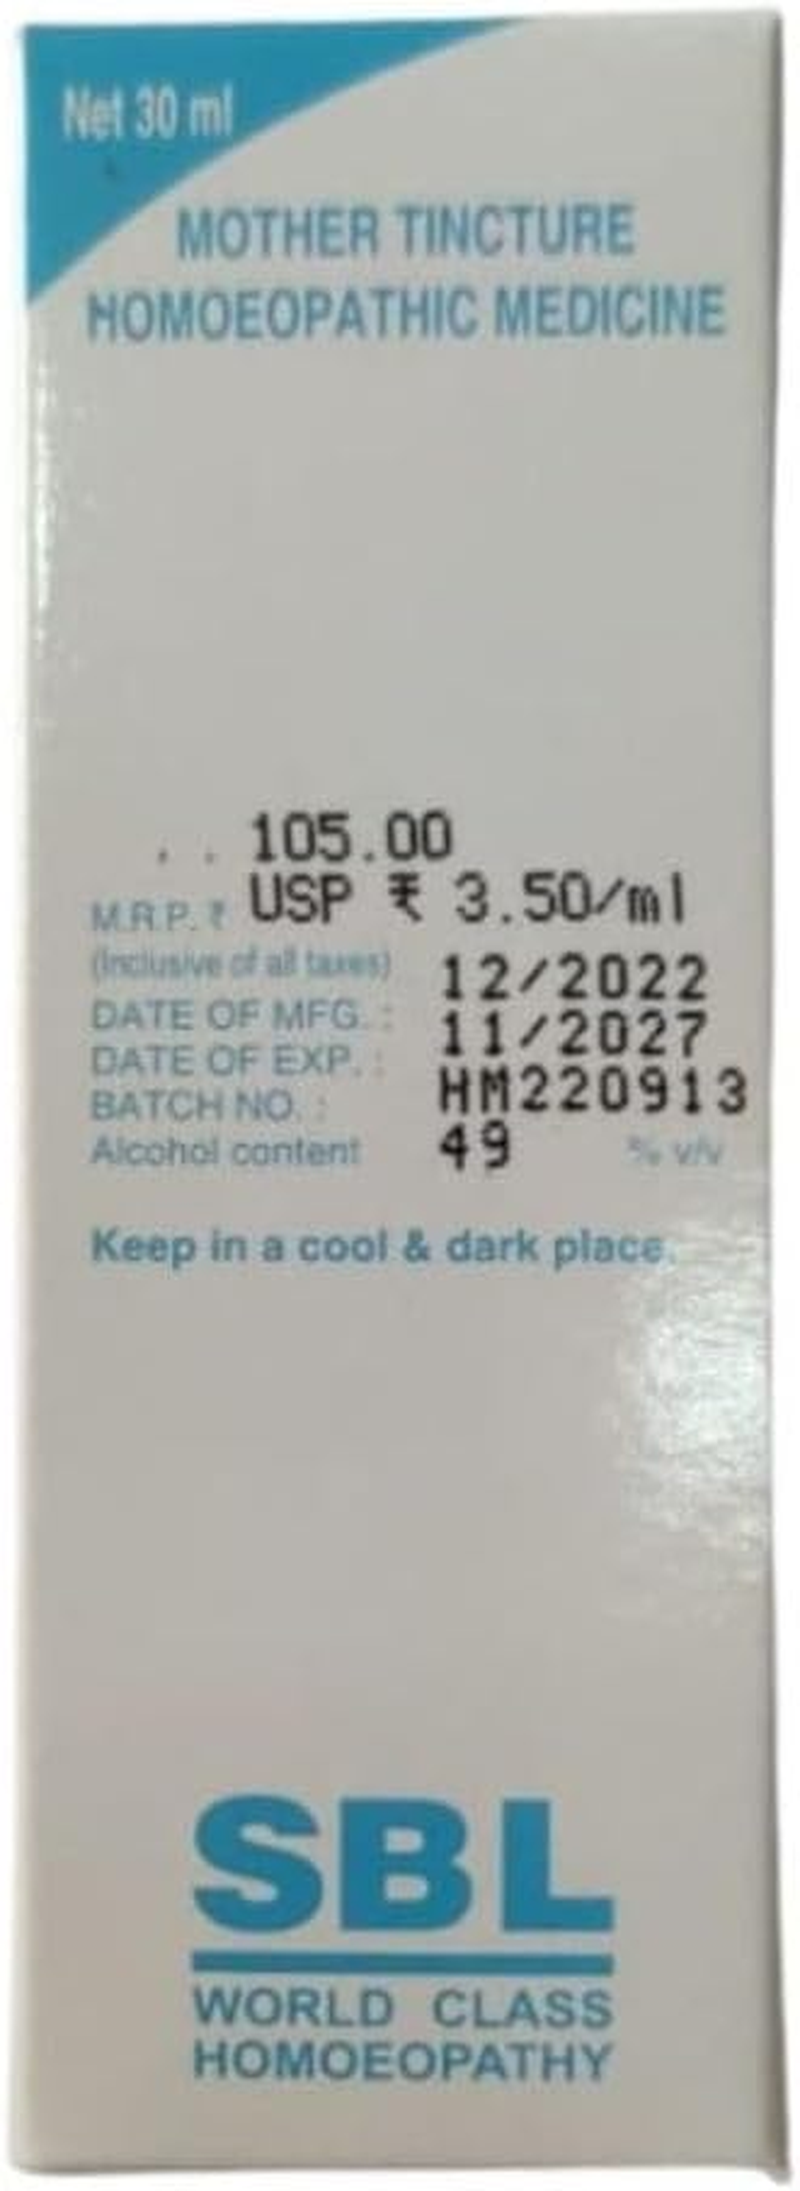 Net 30 ml
MOTHER TINCTURE
HOMOEOPATHIC MEDICINE
105.00
M.R.P. ₹ USP ₹ 3.50/ml
(Inclusive of all taxes)
DATE OF MFG. : 12/2022
DATE OF EXP. : 11/2027
BATCH NO. : HM220913
Alcohol content 49 % v/v
Keep in a cool & dark place.
SBL
WORLD CLASS
HOMOEOPATHY